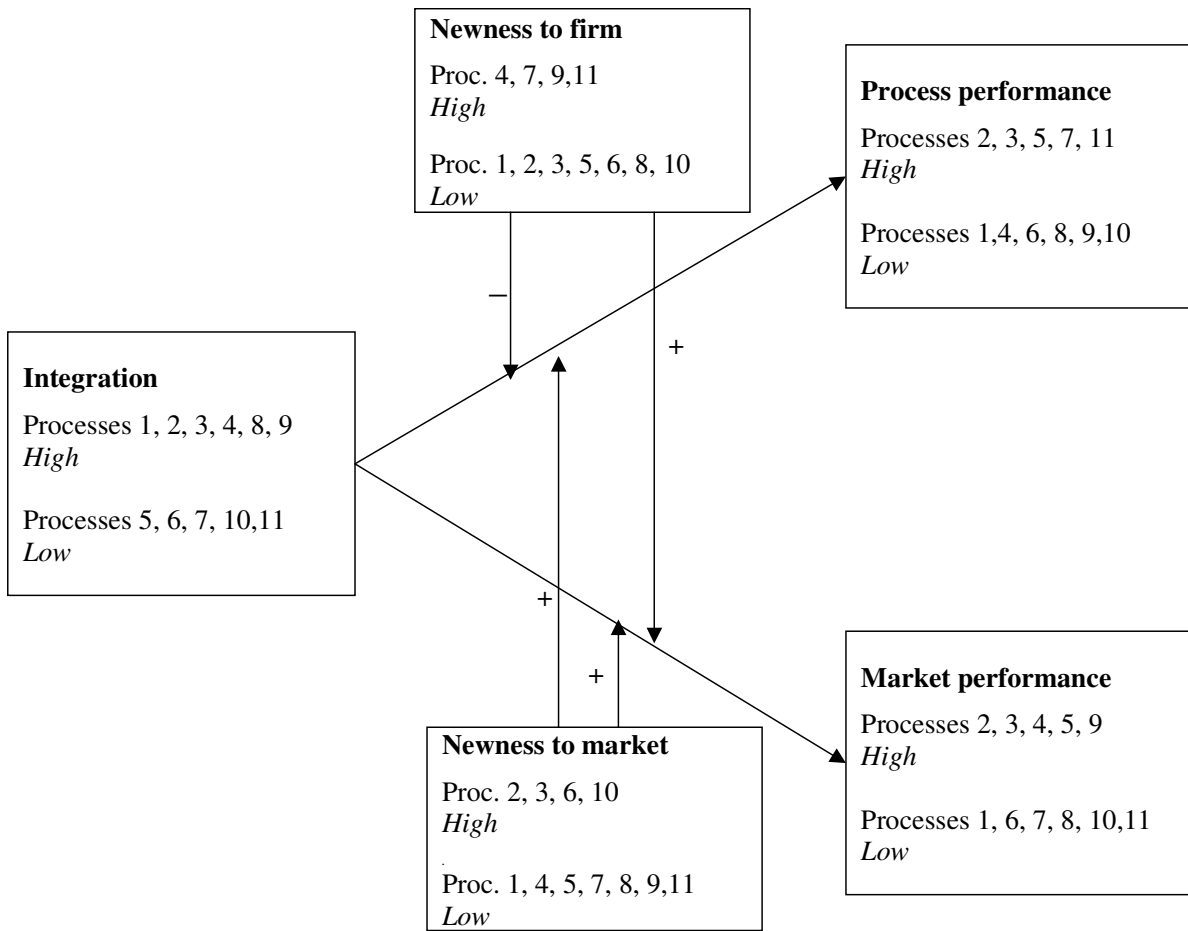 Newness to firm
Proc. 4, 7, 9,11
High
Proc. 1, 2, 3, 5, 6, 8, 10
Low
Process performance
Processes 2, 3, 5, 7, 11
High
Processes 1,4, 6, 8, 9,10
Low
–
+
Integration
Processes 1, 2, 3, 4, 8, 9
High
Processes 5, 6, 7, 10,11
Low
+
+
Newness to market
Proc. 2, 3, 6, 10
High
.
Proc. 1, 4, 5, 7, 8, 9,11
Low
Market performance
Processes 2, 3, 4, 5, 9
High
Processes 1, 6, 7, 8, 10,11
Low